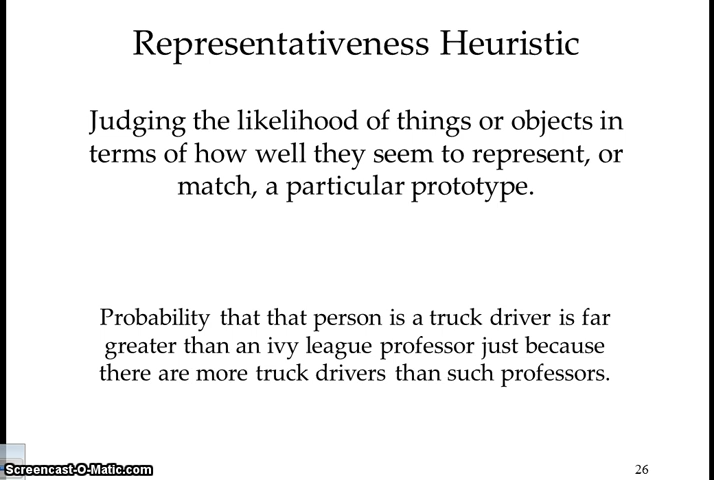 Representativeness Heuristic
Judging the likelihood of things or objects in
terms of how well they seem to represent, or
match, a particular prototype.
Probability that that person is a truck driver is far
greater than an ivy league professor just because
there are more truck drivers than such professors.
Screencast-O-Matic.com
26